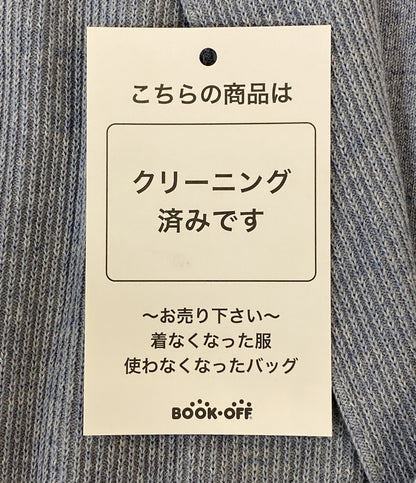 こちらの商品は
クリーニング
済みです
～お売り下さい～
着なくなった服
使わなくなったバッグ
BOOK・OFF